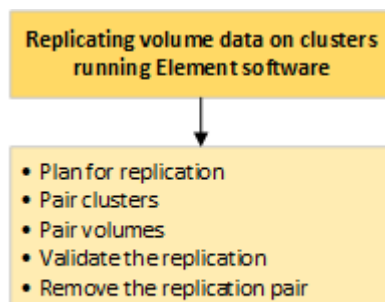 Replicating volume data on clusters
running Element software
• Plan for replication
• Pair clusters
• Pair volumes
• Validate the replication
• Remove the replication pair